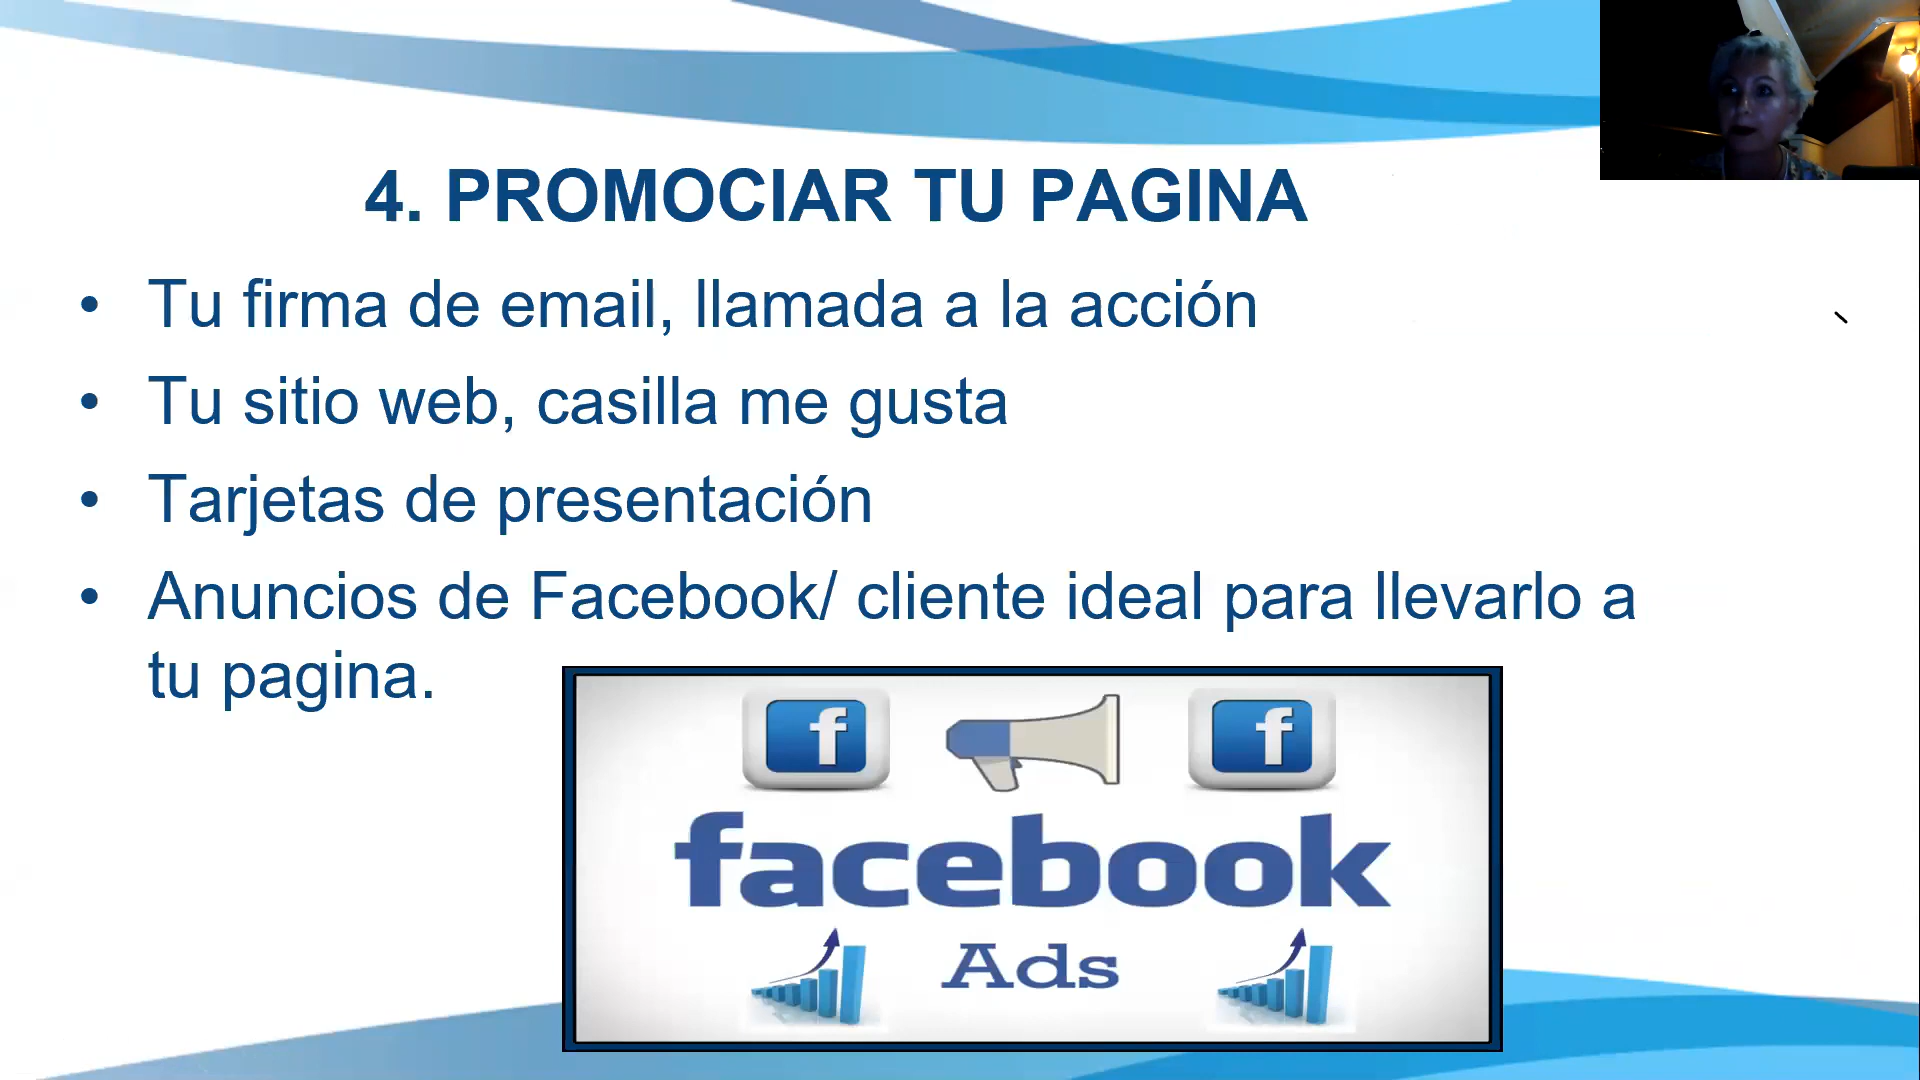 4. PROMOCIAR TU PAGINA
• Tu firma de email, llamada a la acción
• Tu sitio web, casilla me gusta
• Tarjetas de presentación
• Anuncios de Facebook/ cliente ideal para llevarlo a
tu pagina.
f f
facebook
Ads